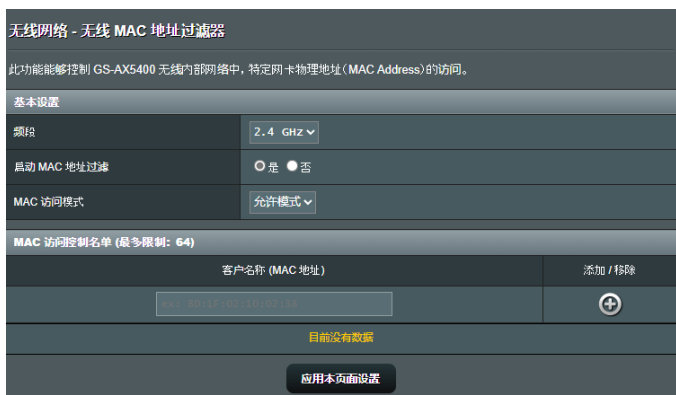 无线网络 - 无线 MAC 地址过滤器
此功能能够控制 GS-AX5400 无线内部网络中，特定网卡物理地址（MAC Address）的访问。
基本设置
频段 2.4 GHz
启动 MAC 地址过滤 是 否
MAC 访问模式 允许模式
MAC 访问控制名单 (最多限制: 64)
客户名称 (MAC 地址) 添加 / 移除
目前没有数据
应用本页面设置